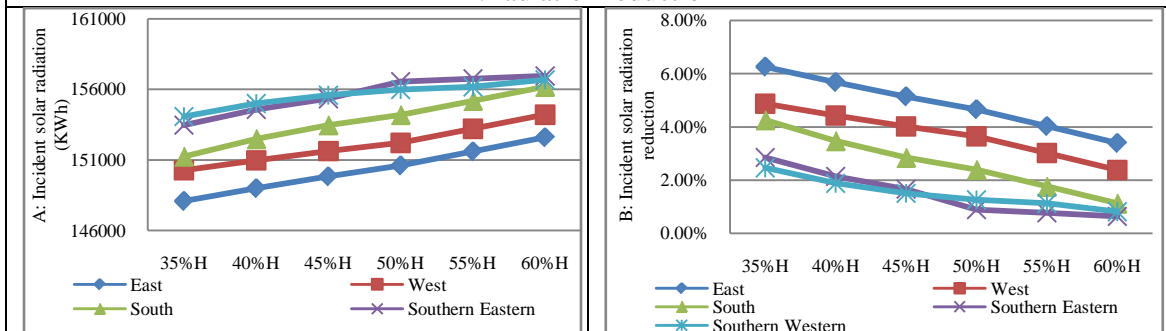 161000
156000
151000
146000
A: Incident solar radiation
(KWh)
35%H 40%H 45%H 50%H 55%H 60%H
East West
South Southern Eastern
8.00%
6.00%
4.00%
2.00%
0.00%
B: Incident solar radiation
reduction
35%H 40%H 45%H 50%H 55%H 60%H
East West
South Southern Eastern
Southern Western